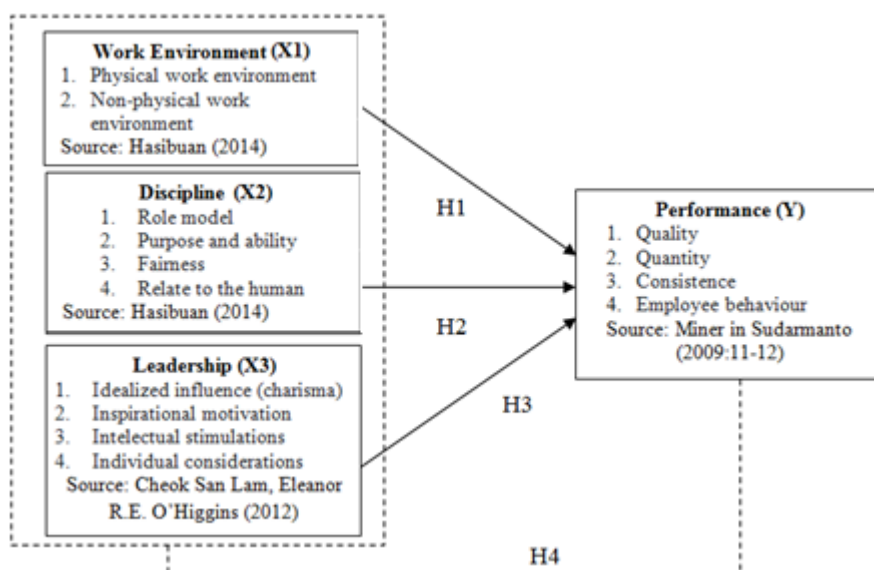 Work Environment (X1)
1. Physical work environment
2. Non-physical work
environment
Source: Hasibuan (2014)
Discipline (X2)
1. Role model
2. Purpose and ability
3. Fairness
4. Relate to the human
Source: Hasibuan (2014)
Leadership (X3)
1. Idealized influence (charisma)
2. Inspirational motivation
3. Intelectual stimulations
4. Individual considerations
Source: Cheok San Lam, Eleanor
R.E. O’Higgins (2012)
H1
H2
H3
Performance (Y)
1. Quality
2. Quantity
3. Consistence
4. Employee behaviour
Source: Miner in Sudarmanto
(2009:11-12)
H4